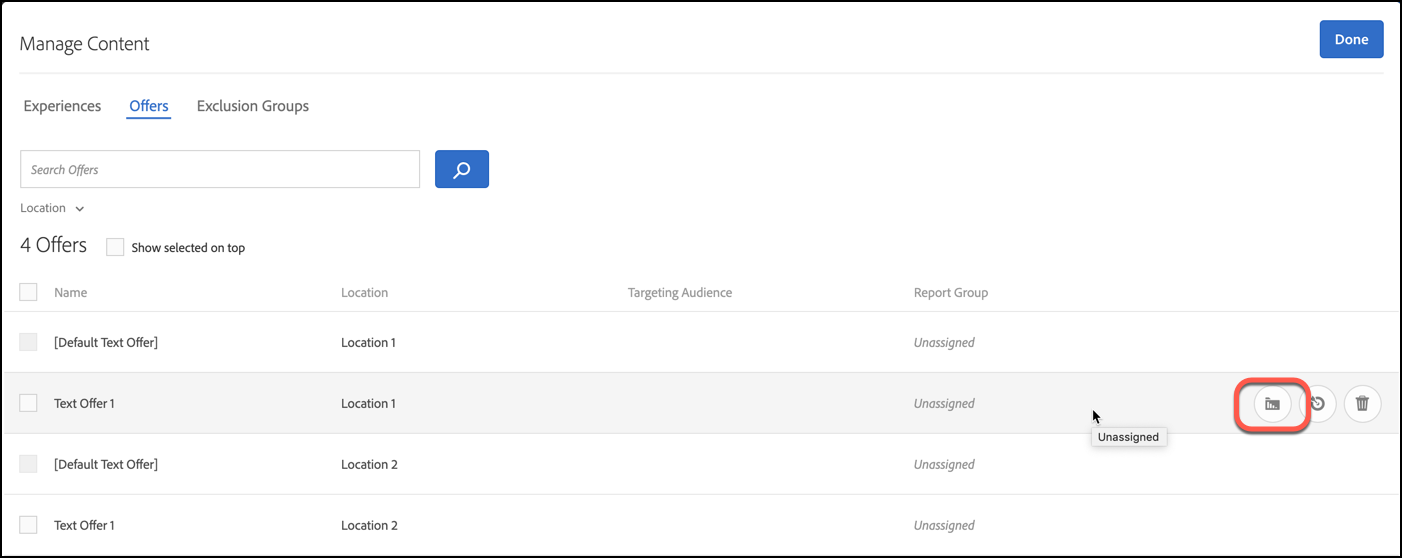 Manage Content
Done
Experiences Offers Exclusion Groups
Search Offers
Location
4 Offers Show selected on top
Name Location Targeting Audience Report Group
[Default Text Offer] Location 1 Unassigned
Text Offer 1 Location 1 Unassigned
Unassigned
[Default Text Offer] Location 2 Unassigned
Text Offer 1 Location 2 Unassigned